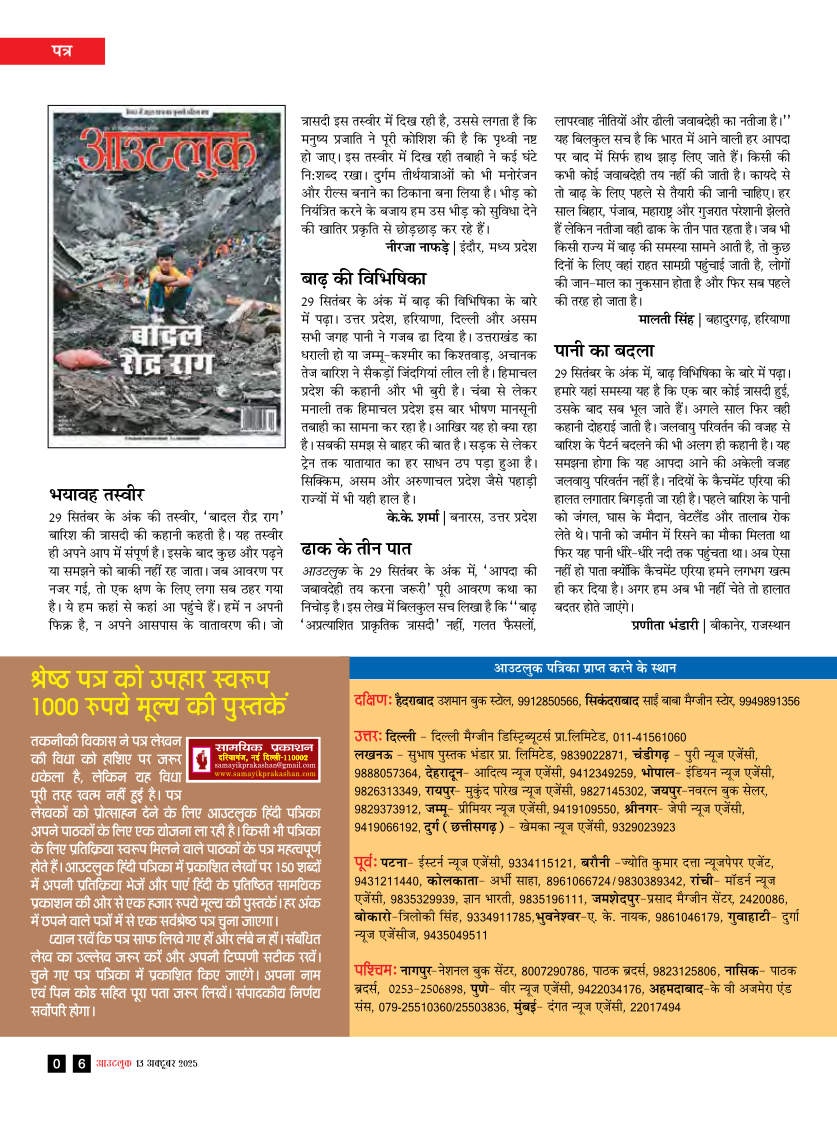 पत्र
आउटलुक
बादल
रौद्र राग
भयावह तस्वीर
29 सितंबर के अंक की तस्वीर, ‘बादल रौद्र राग’
बारिश की त्रासदी की कहानी कहती है। यह तस्वीर
ही अपने आप में संपूर्ण है। इसके बाद कुछ और पढ़ने
या समझने को बाकी नहीं रह जाता। जब आवरण पर
नजर गई, तो एक क्षण के लिए लगा सब ठहर गया
है। ये हम कहां से कहां आ पहुंचे हैं। हमें न अपनी
फिक्र है, न अपने आसपास के वातावरण की। जो
त्रासदी इस तस्वीर में दिख रही है, उससे लगता है कि
मनुष्य प्रजाति ने पूरी कोशिश की है कि पृथ्वी नष्ट
हो जाए। इस तस्वीर में दिख रही तबाही ने कई घंटे
नि:शब्द रखा। दुर्गम तीर्थयात्राओं को भी मनोरंजन
और रील्स बनाने का ठिकाना बना लिया है। भीड़ को
नियंत्रित करने के बजाय हम उस भीड़ को सुविधा देने
की खातिर प्रकृति से छोड़छाड़ कर रहे हैं।
नीरजा नाफड़े | इंदौर, मध्य प्रदेश
बाढ़ की विभिषिका
29 सितंबर के अंक में बाढ़ की विभिषिका के बारे
में पढ़ा। उत्तर प्रदेश, हरियाणा, दिल्ली और असम
सभी जगह पानी ने गजब ढा दिया है। उत्तराखंड का
धराली हो या जम्मू-कश्मीर का किश्तवाड़, अचानक
तेज बारिश ने सैकड़ों जिंदगियां लील ली है। हिमाचल
प्रदेश की कहानी और भी बुरी है। चंबा से लेकर
मनाली तक हिमाचल प्रदेश इस बार भीषण मानसूनी
तबाही का सामना कर रहा है। आखिर यह हो क्या रहा
है। सबकी समझ से बाहर की बात है। सड़क से लेकर
ट्रेन तक यातायात का हर साधन ठप पड़ा हुआ है।
सिक्किम, असम और अरुणाचल प्रदेश जैसे पहाड़ी
राज्यों में भी यही हाल है।
के.के. शर्मा | बनारस, उत्तर प्रदेश
ढाक के तीन पात
आउटलुक के 29 सितंबर के अंक में, ‘आपदा की
जबावदेही तय करना जरूरी’ पूरी आवरण कथा का
निचोड़ है। इस लेख में बिलकुल सच लिखा है कि ‘‘बाढ़
‘अप्रत्याशित प्राकृतिक त्रासदी’ नहीं, गलत फैसलों,
लापरवाह नीतियों और ढीली जवाबदेही का नतीजा है।’’
यह बिलकुल सच है कि भारत में आने वाली हर आपदा
पर बाद में सिर्फ हाथ झाड़ लिए जाते हैं। किसी की
कभी कोई जवाबदेही तय नहीं की जाती है। कायदे से
तो बाढ़ के लिए पहले से तैयारी की जानी चाहिए। हर
साल बिहार, पंजाब, महाराष्ट्र और गुजरात परेशानी झेलते
हैं लेकिन नतीजा वही ढाक के तीन पात रहता है। जब भी
किसी राज्य में बाढ़ की समस्या सामने आती है, तो कुछ
दिनों के लिए वहां राहत सामग्री पहुंचाई जाती है, लोगों
की जान-माल का नुकसान होता है और फिर सब पहले
की तरह हो जाता है।
मालती सिंह | बहादुरगढ़, हरियाणा
पानी का बदला
29 सितंबर के अंक में, बाढ़ विभिषिका के बारे में पढ़ा।
हमारे यहां समस्या यह है कि एक बार कोई त्रासदी हुई,
उसके बाद सब भूल जाते हैं। अगले साल फिर वही
कहानी दोहराई जाती है। जलवायु परिवर्तन की वजह से
बारिश के पैटर्न बदलने की भी अलग ही कहानी है। यह
समझना होगा कि यह आपदा आने की अकेली वजह
जलवायु परिवर्तन नहीं है। नदियों के कैचमेंट एरिया की
हालत लगातार बिगड़ती जा रही है। पहले बारिश के पानी
को जंगल, घास के मैदान, वेटलैंड और तालाब रोक
लेते थे। पानी को जमीन में रिसने का मौका मिलता था
फिर यह पानी धीरे-धीरे नदी तक पहुंचता था। अब ऐसा
नहीं हो पाता क्योंकि कैचमेंट एरिया हमने लगभग खत्म
ही कर दिया है। अगर हम अब भी नहीं चेते तो हालात
बदतर होते जाएंगे।
प्रणीता भंडारी | बीकानेर, राजस्थान
श्रेष्ठ पत्र को उपहार स्वरूप
1000 रुपये मूल्य की पुस्तकें
तकनीकी विकास ने पत्र लेखन
की विधा को हाशिए पर जरूर
धकेला है, लेकिन यह विधा
पूरी तरह खत्म नहीं हुई है। पत्र
सामयिक प्रकाशन
दरियागंज, नई दिल्ली-110002
samayikprakashan@gmail.com
www.samayikprakashan.com
लेखकों को प्रोत्साहन देने के लिए आउटलुक हिंदी पत्रिका
अपने पाठकों के लिए एक योजना ला रही है। किसी भी पत्रिका
के लिए प्रतिक्रिया स्वरूप मिलने वाले पाठकों के पत्र महत्वपूर्ण
होते हैं। आउटलुक हिंदी पत्रिका में प्रकाशित लेखों पर 150 शब्दों
में अपनी प्रतिक्रिया भेजें और पाएं हिंदी के प्रतिष्ठित सामयिक
प्रकाशन की ओर से एक हजार रुपये मूल्य की पुस्तकें। हर अंक
में छपने वाले पत्रों में से एक सर्वश्रेष्ठ पत्र चुना जाएगा।
ध्यान रखें कि पत्र साफ लिखे गए हों और लंबे न हों। संबंधित
लेख का उल्लेख जरूर करें और अपनी टिप्पणी सटीक रखें।
चुने गए पत्र पत्रिका में प्रकाशित किए जाएंगे। अपना नाम
एवं पिन कोड सहित पूरा पता जरूर लिखें। संपादकीय निर्णय
सर्वोपरि होगा।
आउटलुक पत्रिका प्राप्त करने के स्थान
दक्षिण: हैदराबाद उशमान बुक स्टेल, 9912850566, सिकंदराबाद साईं बाबा मैग्जीन स्टोर, 9949891356
उत्तर: दिल्ली - दिल्ली मैग्जीन डिस्ट्रिब्यूटर्स प्रा.लिमिटेड, 011-41561060
लखनऊ - सुभाष पुस्तक भंडार प्रा. लिमिटेड, 9839022871, चंडीगढ़ - पुरी न्यूज एजेंसी,
9888057364, देहरादून- आदित्य न्यूज एजेंसी, 9412349259, भोपाल- इंडियन न्यूज एजेंसी,
9826313349, रायपुर- मुकुंद पारेख न्यूज एजेंसी, 9827145302, जयपुर-नवरत्न बुक सेलर,
9829373912, जम्मू- प्रीमियर न्यूज एजेंसी, 9419109550, श्रीनगर- जेपी न्यूज एजेंसी,
9419066192, दुर्ग ( छत्तीसगढ़ ) - खेमका न्यूज एजेंसी, 9329023923
पूर्व: पटना- ईस्टर्न न्यूज एजेंसी, 9334115121, बरौनी -ज्योति कुमार दत्ता न्यूजपेपर एजेंट,
9431211440, कोलकाता- अर्भी साहा, 8961066724/9830389342, रांची- मॉडर्न न्यूज
एजेंसी, 9835329939, ज्ञान भारती, 9835196111, जमशेदपुर-प्रसाद मैग्जीन सेंटर, 2420086,
बोकारो-त्रिलोकी सिंह, 9334911785,भुवनेश्वर-ए. के. नायक, 9861046179, गुवाहाटी- दुर्गा
न्यूज एजेंसीज, 9435049511
पश्चिम: नागपुर-नेशनल बुक सेंटर, 8007290786, पाठक ब्रदर्स, 9823125806, नासिक- पाठक
ब्रदर्स, 0253-2506898, पुणे- वीर न्यूज एजेंसी, 9422034176, अहमदाबाद-के वी अजमेरा एंड
संस, 079-25510360/25503836, मुंबई- दंगत न्यूज एजेंसी, 22017494
0 6 आउटलुक 13 अक्टूबर 2025